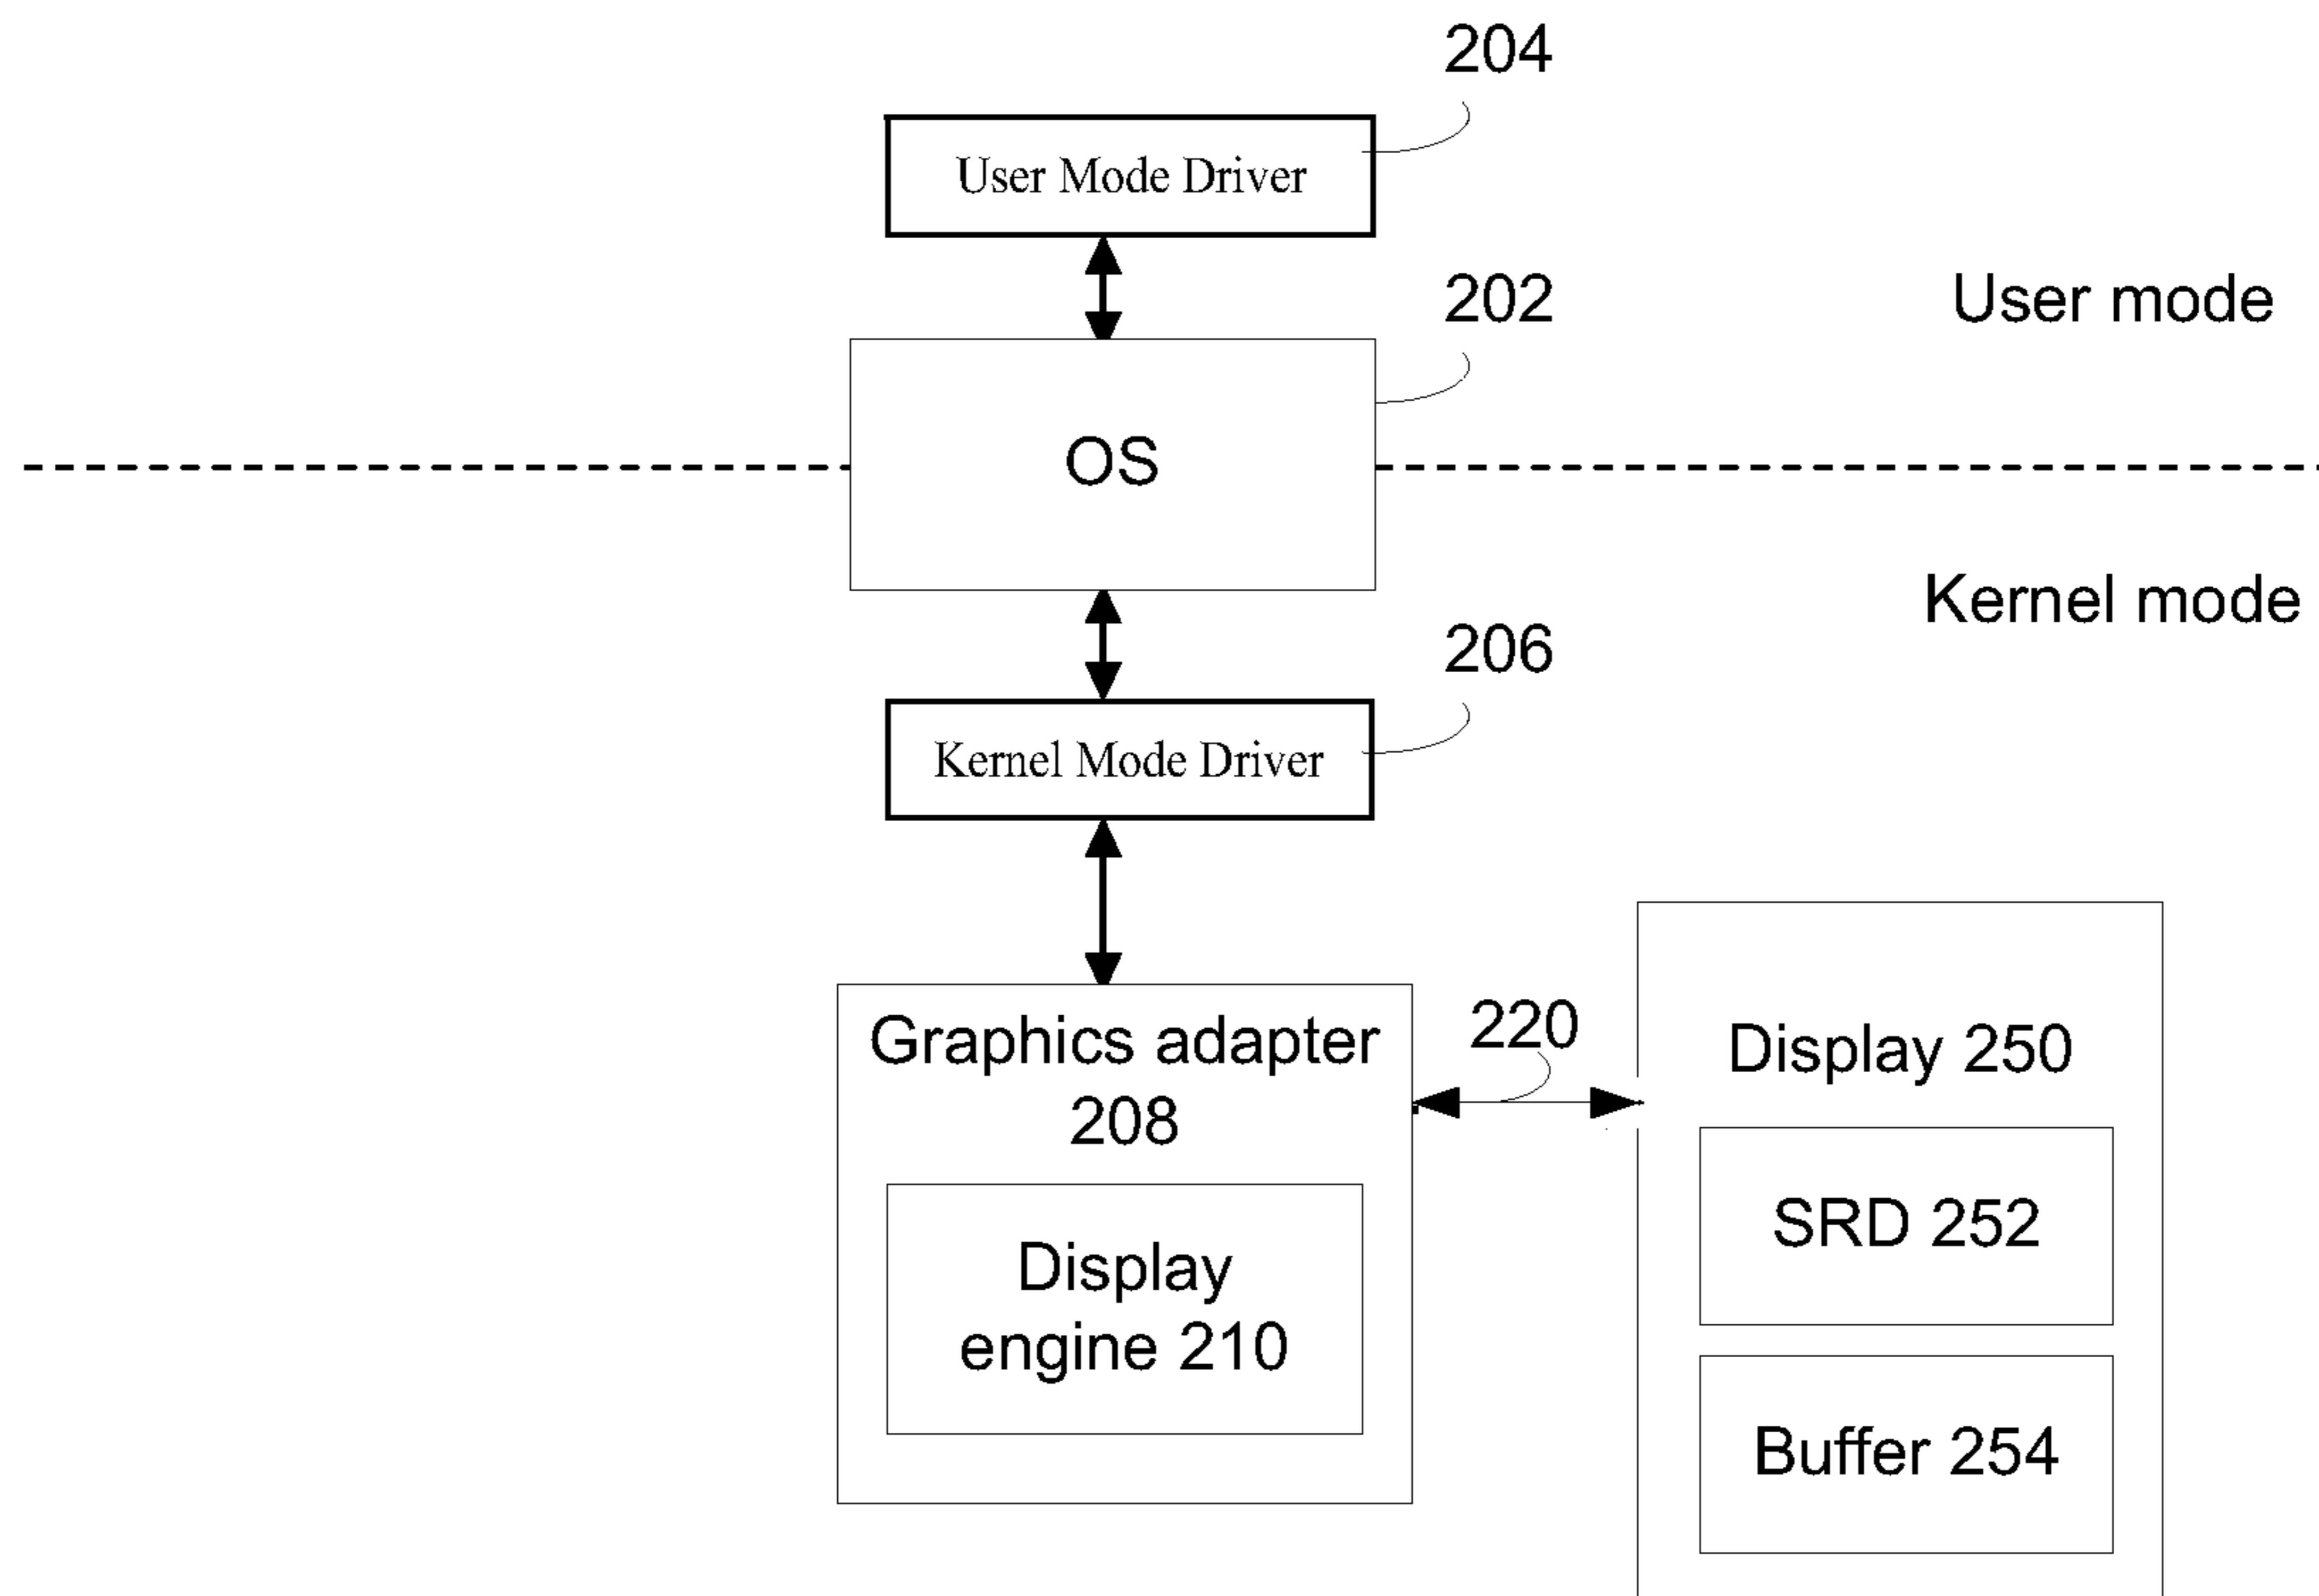 204
User Mode Driver
202
User mode
OS
Kernel mode
206
Kernel Mode Driver
Graphics adapter
208
220
Display 250
SRD 252
Display
engine 210
Buffer 254